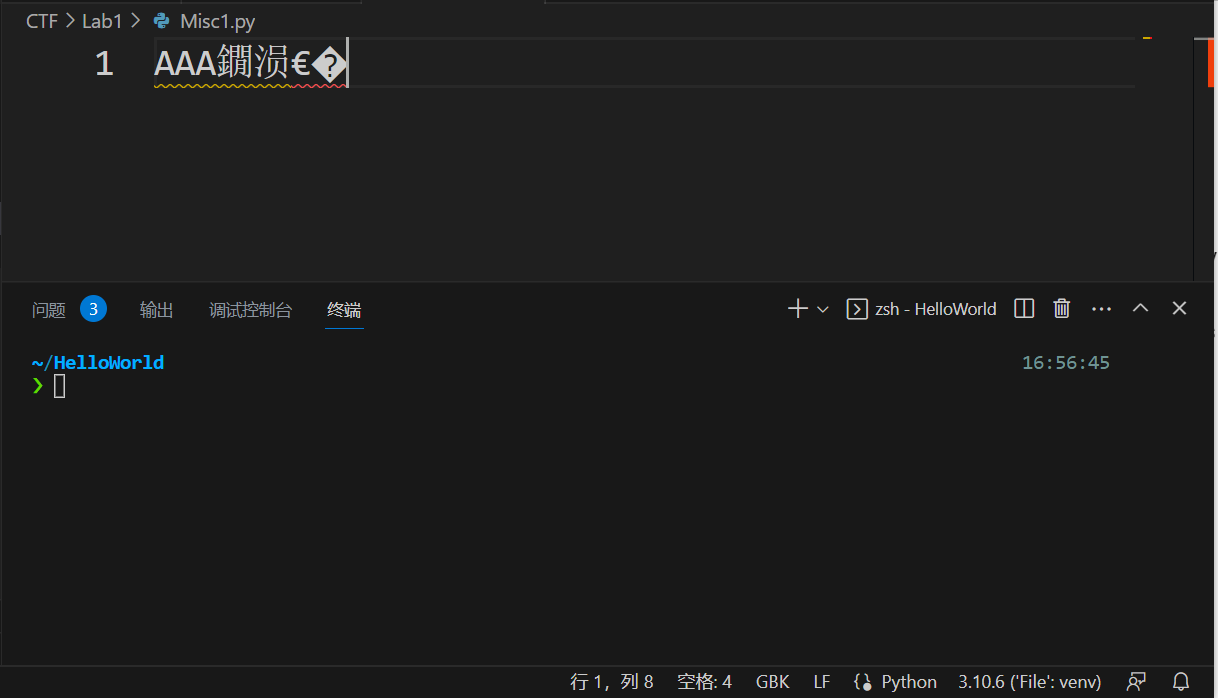 CTF > Lab1 > Misc1.py
1 AAA鐗涢€�
问题 3 输出 调试控制台 终端 zsh - HelloWorld
~/HelloWorld 16:56:45
❯
行 1，列 8 空格: 4 GBK LF Python 3.10.6 ('File': venv)